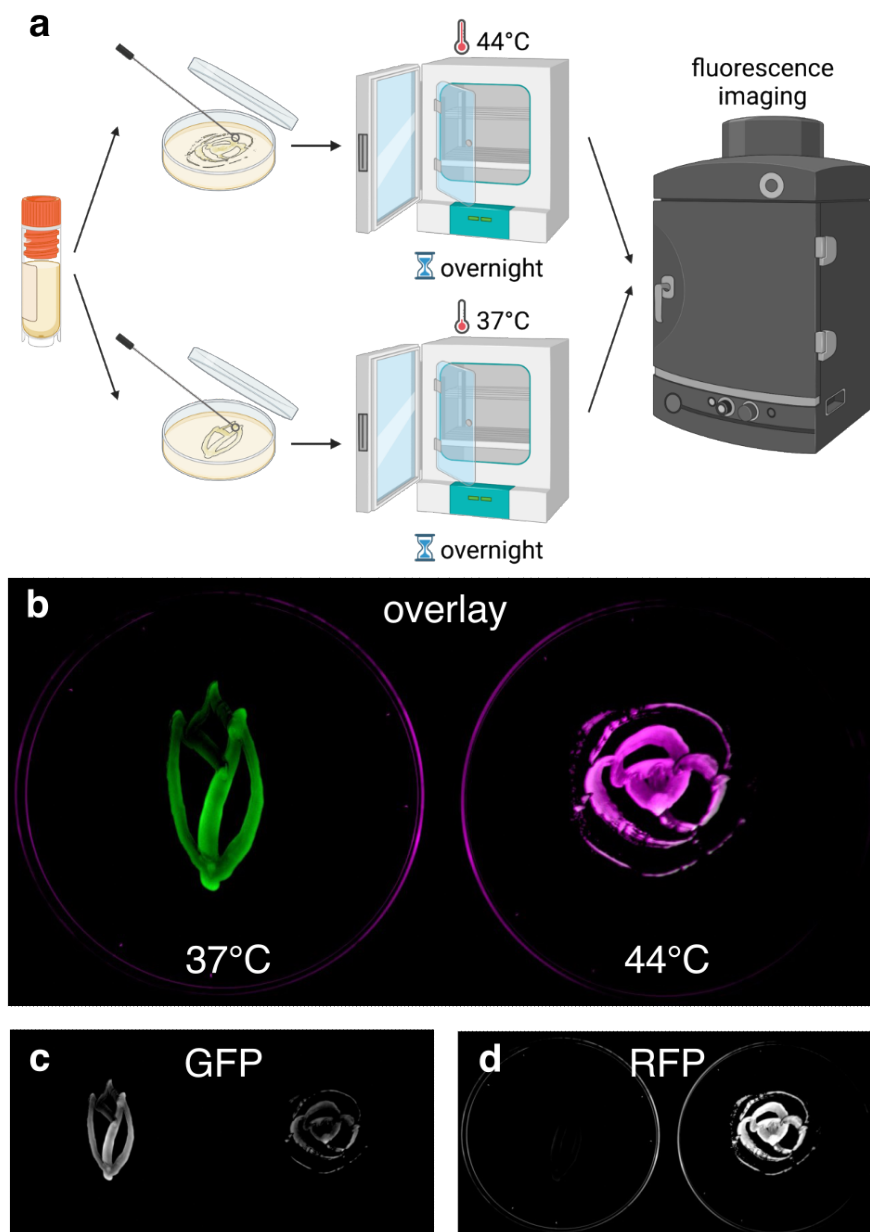 a
44°C
fluorescence
imaging
overnight
37°C
overnight
b
overlay
37°C
44°C
c
GFP
d
RFP